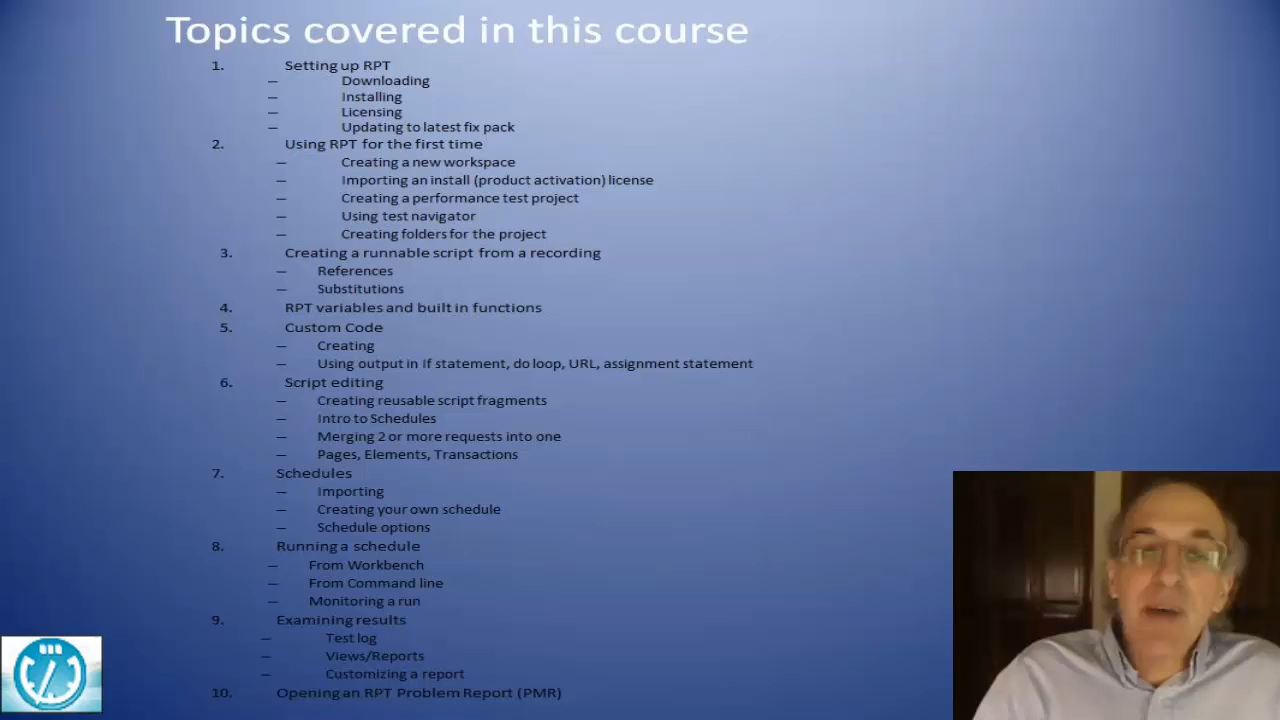 Topics covered in this course
1. Setting up RPT
– Downloading
– Installing
– Licensing
– Updating to latest fix pack
2. Using RPT for the first time
– Creating a new workspace
– Importing an install (product activation) license
– Creating a performance test project
– Using test navigator
– Creating folders for the project
3. Creating a runnable script from a recording
– References
– Substitutions
4. RPT variables and built in functions
5. Custom Code
– Creating
– Using output in If statement, do loop, URL, assignment statement
6. Script editing
– Creating reusable script fragments
– Intro to Schedules
– Merging 2 or more requests into one
– Pages, Elements, Transactions
7. Schedules
– Importing
– Creating your own schedule
– Schedule options
8. Running a schedule
– From Workbench
– From Command line
– Monitoring a run
9. Examining results
– Test log
– Views/Reports
– Customizing a report
10. Opening an RPT Problem Report (PMR)